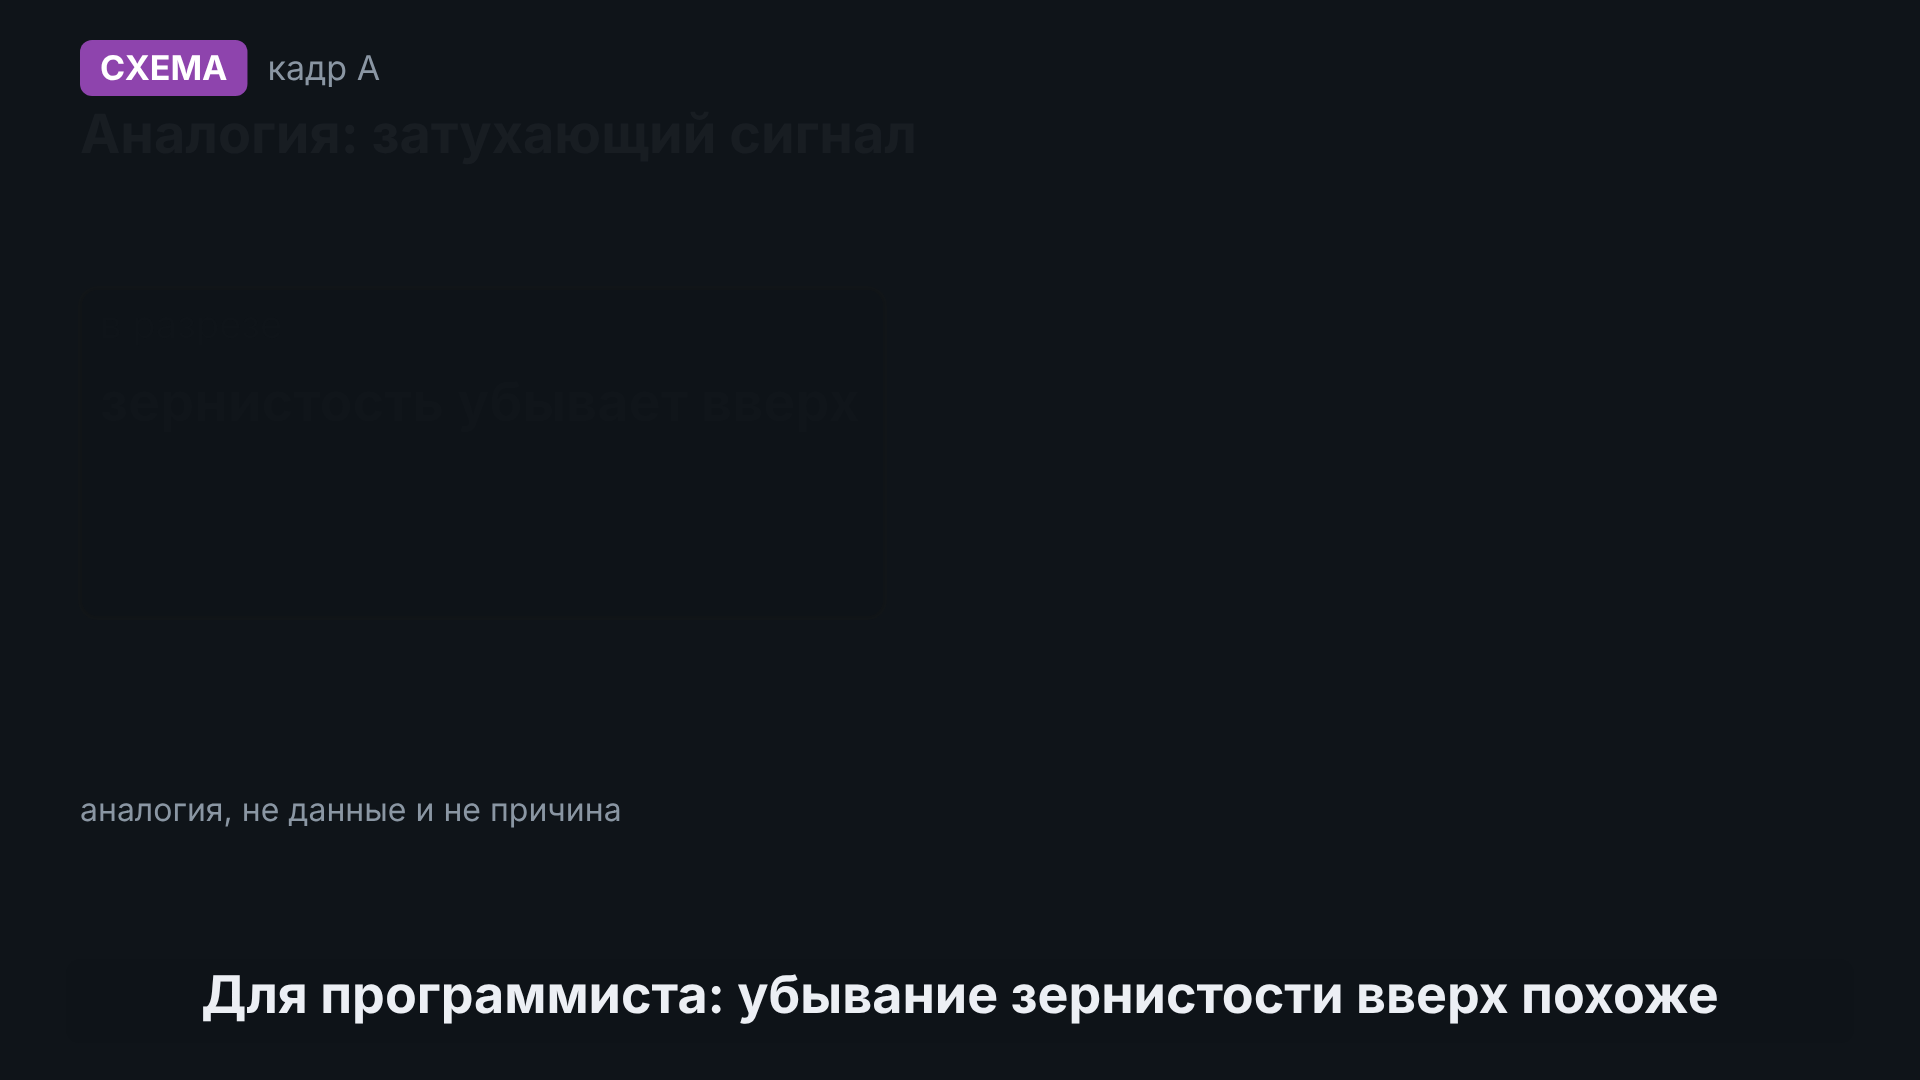 СХЕМА кадр А
Аналогия: затухающий сигнал
зернистость убывает вверх
аналогия, не данные и не причина
Для программиста: убывание зернистости вверх похоже